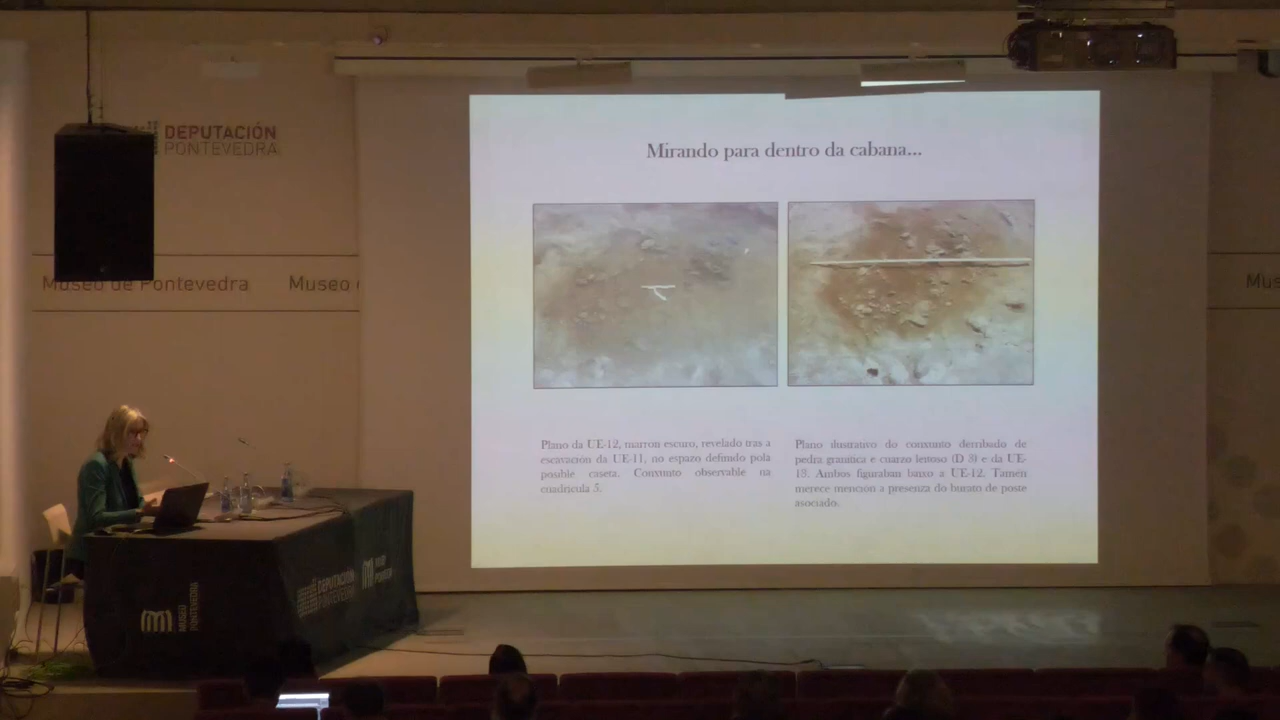 DEPUTACIÓN
PONTEVEDRA
Museo de Pontevedra
Museo
Mus
Mirando para dentro da cabana...
Plano da UE-12, marron escuro, revelado tras a
escavación da UE-11, no espazo definido pola
posible caseta. Conxunto observable na
cuadrícula 5.
Plano ilustrativo do conxunto derribado de
pedra granítica e cuarzo leitoso (D 3) e da UE-
13. Ambos figuraban baixo a UE-12. Tamén
merece mención a presenza do burato de poste
asociado.
MUSEO
PONTEVEDRA
DEPUTACIÓN
PONTEVEDRA